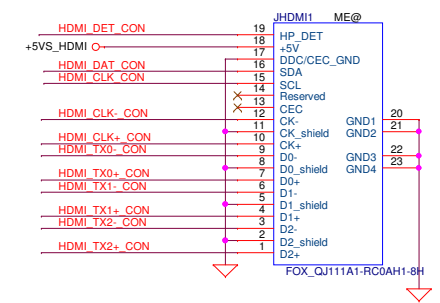 JHDMI1 ME@
HDMI_DET_CON 19 HP_DET
+5VS_HDMI 18 +5V
17 DDC/CEC_GND
HDMI_DAT_CON 16 SDA
HDMI_CLK_CON 15 SCL
14 Reserved
13 CEC
HDMI_CLK-_CON 12 CK- GND1 20
11 CK_shield GND2 21
HDMI_CLK+_CON 10 CK+
HDMI_TX0-_CON 9 D0- GND3 22
8 D0_shield GND4 23
HDMI_TX0+_CON 7 D0+
HDMI_TX1-_CON 6 D1-
5 D1_shield
HDMI_TX1+_CON 4 D1+
HDMI_TX2-_CON 3 D2-
2 D2_shield
HDMI_TX2+_CON 1 D2+
FOX_QJ111A1-RC0AH1-8H